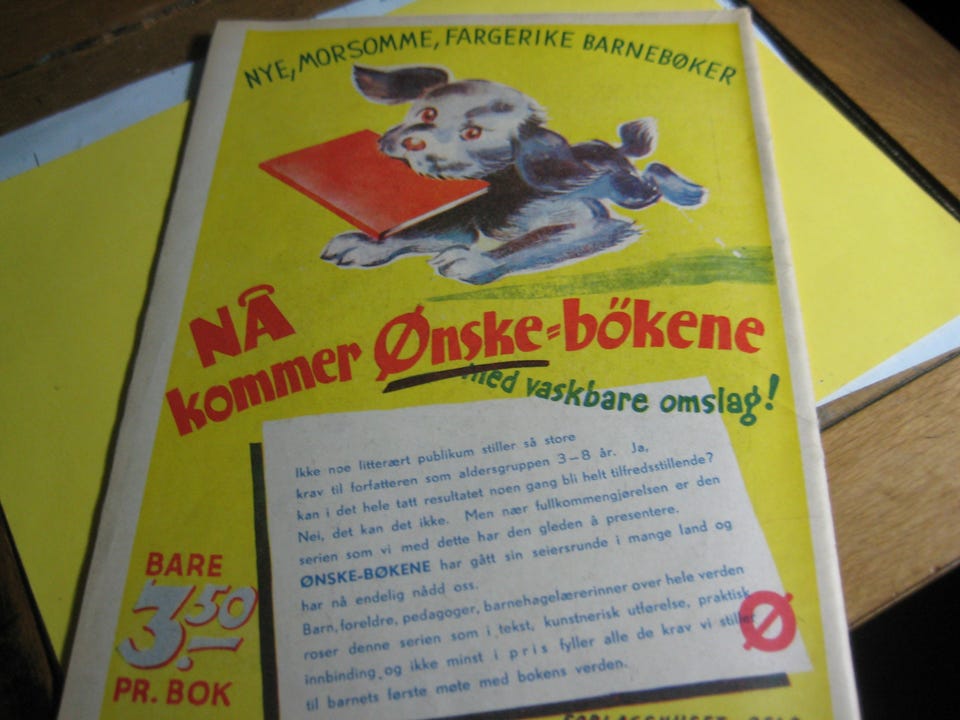 NYE, MORSOMME, FARGERIKE BARNEBØKER
NÅ
kommer Ønske=bökene
med vaskbare omslag!
Ikke noe litterært publikum stiller så store
krav til forfatteren som aldersgruppen 3–8 år. Ja,
kan i det hele tatt resultatet noen gang bli helt tilfredsstillende?
Nei, det kan det ikke. Men nær fullkommengjørelsen er den
serien som vi med dette har den gleden å presentere.
ØNSKE-BØKENE har gått sin seiersrunde i mange land og
har nå endelig nådd oss.
Barn, foreldre, pedagoger, barnehagelærerinner over hele verden
roser denne serien som i tekst, kunstnerisk utførelse, praktisk
innbinding og ikke minst i pris fyller alle de krav vi stiller
til barnets første møte med bokens verden.
BARE
3.50
PR. BOK
Ø